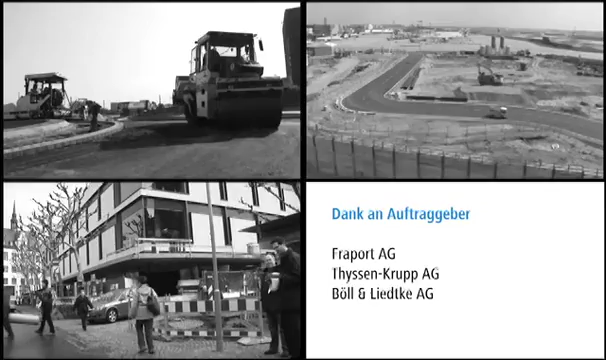 Dank an Auftraggeber
Fraport AG
Thyssen-Krupp AG
Böll & Liedtke AG